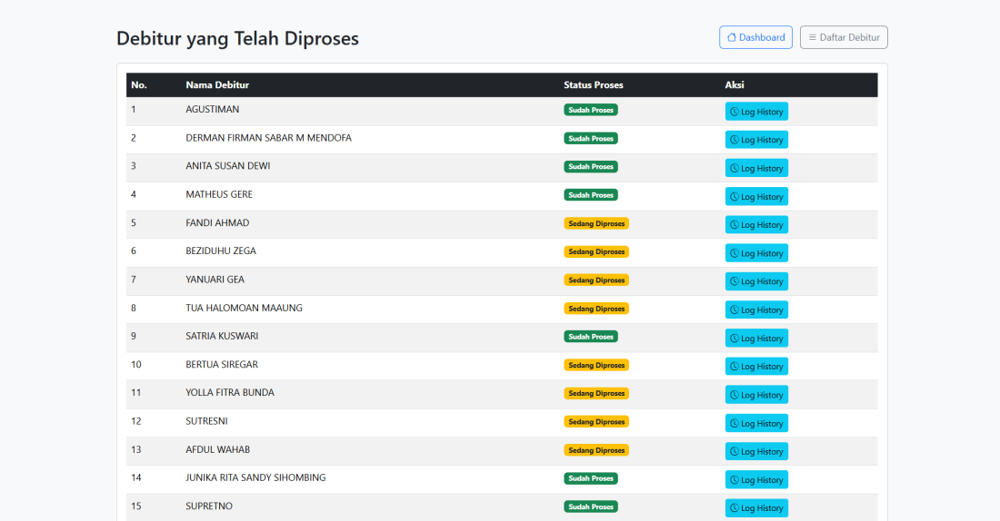 Debitur yang Telah Diproses
Dashboard
Daftar Debitur
No. Nama Debitur Status Proses Aksi
1 AGUSTIMAN Sudah Proses Log History
2 DERMAN FIRMAN SABAR M MENDOFA Sudah Proses Log History
3 ANITA SUSAN DEWI Sudah Proses Log History
4 MATHEUS GERE Sudah Proses Log History
5 FANDI AHMAD Sedang Diproses Log History
6 BEZIDUHU ZEGA Sedang Diproses Log History
7 YANUARI GEA Sedang Diproses Log History
8 TUA HALOMOAN MAAUNG Sedang Diproses Log History
9 SATRIA KUSWARI Sudah Proses Log History
10 BERTUA SIREGAR Sedang Diproses Log History
11 YOLLA FITRA BUNDA Sedang Diproses Log History
12 SUTRESNI Sedang Diproses Log History
13 AFDUL WAHAB Sedang Diproses Log History
14 JUNIKA RITA SANDY SIHOMBING Sudah Proses Log History
15 SUPRETNO Sudah Proses Log History